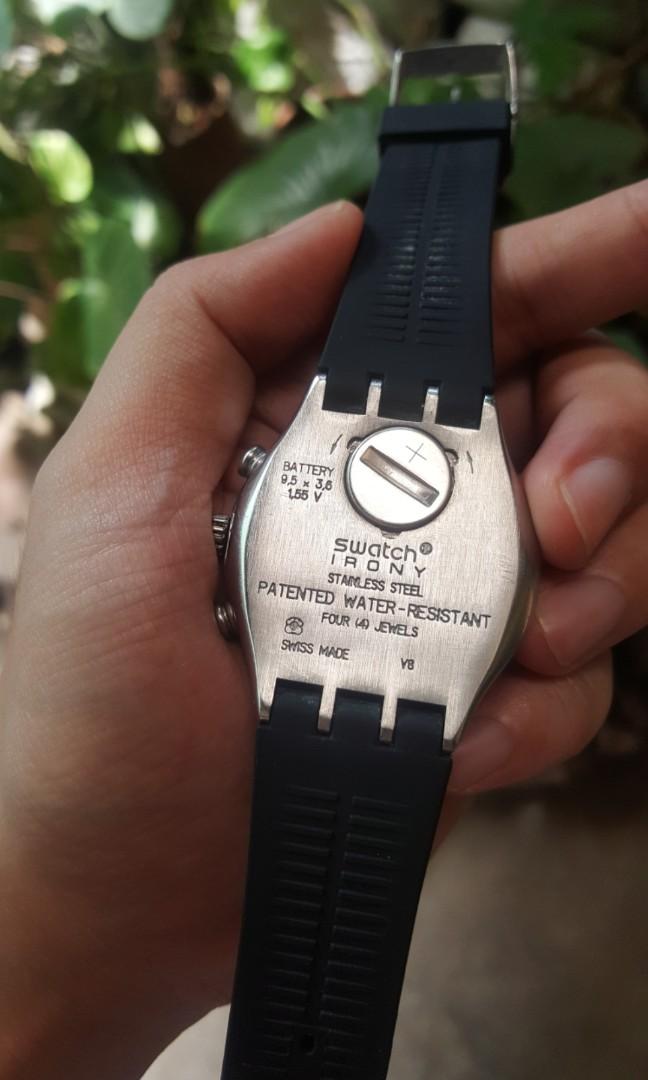 +
BATTERY
9,5 x 3,6
1,55 V
swatch
IRONY
STAINLESS STEEL
PATENTED WATER-RESISTANT
FOUR (4) JEWELS
SWISS MADE V8